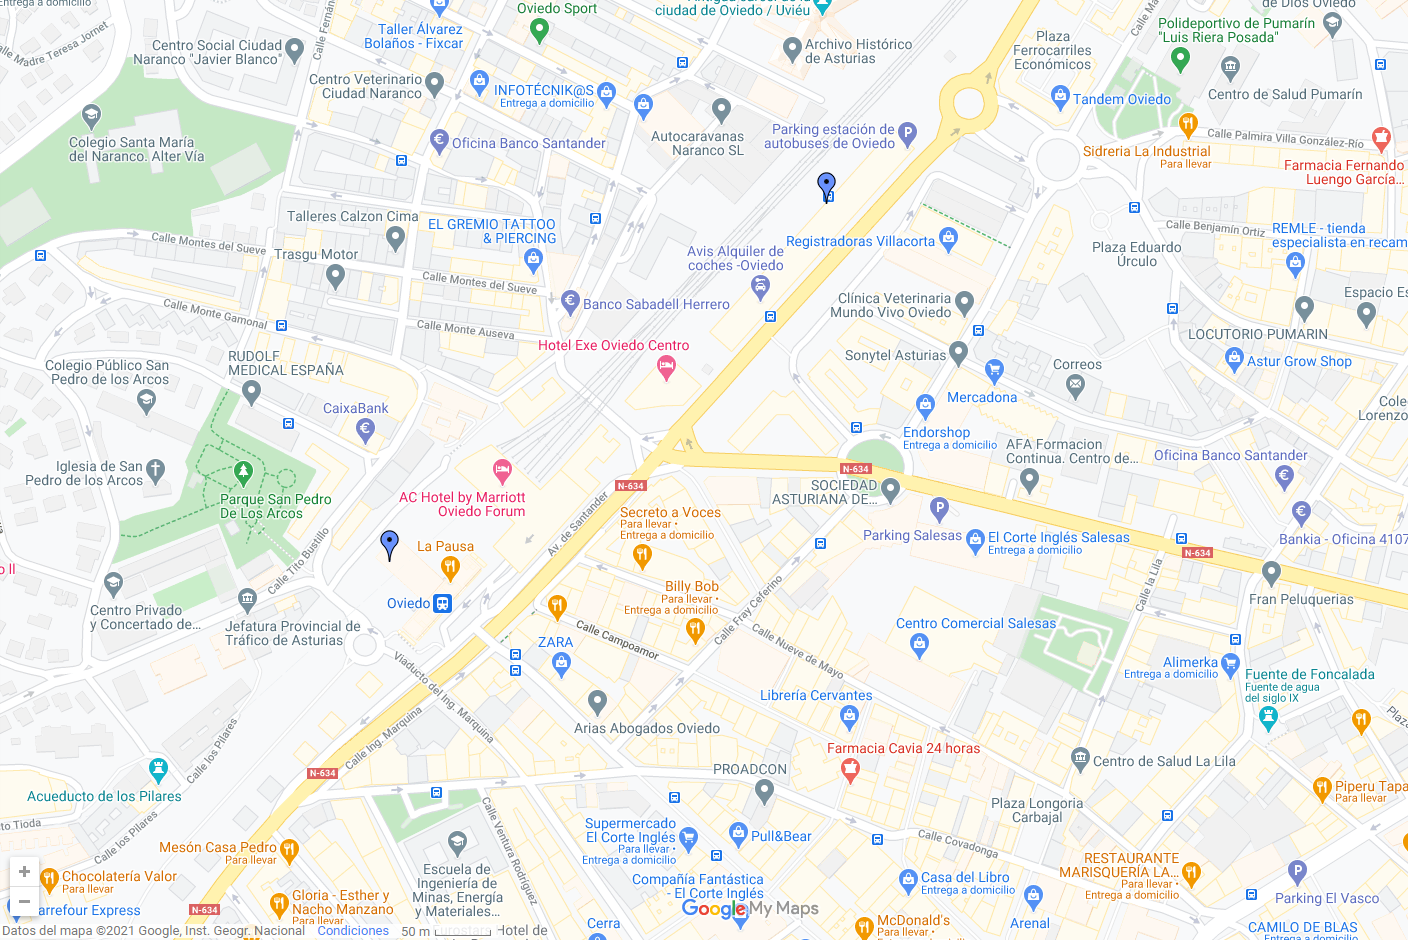 Entrega a domicilio
Calle Madre Teresa Jornet
Centro Social Ciudad
Naranco "Javier Blanco"
Taller Álvarez
Bolaños - Fixcar
Oviedo Sport
ciudad de Oviedo / Uviéu
Archivo Histórico
de Asturias
Plaza
Ferrocarriles
Económicos
de Dios Oviedo
Polideportivo de Pumarín
"Luis Riera Posada"
Centro Veterinario
Ciudad Naranco
INFOTÉCNIK@S
Entrega a domicilio
Tandem Oviedo
Centro de Salud Pumarín
Colegio Santa María
del Naranco. Alter Vía
Oficina Banco Santander
Autocaravanas
Naranco SL
Parking estación de
autobuses de Oviedo
P
Calle Palmira Villa González-Río
Sidreria La Industrial
Para llevar
Farmacia Fernando
Luengo García...
Talleres Calzon Cima
EL GREMIO TATTOO
& PIERCING
Calle Montes del Sueve
Trasgu Motor
Avis Alquiler de
coches -Oviedo
Registradoras Villacorta
Plaza Eduardo
Úrculo
Calle Benjamín Ortiz
REMLE - tienda
especialista en recam
Calle Montes del Sueve
Banco Sabadell Herrero
Clínica Veterinaria
Mundo Vivo Oviedo
Espacio Es
Calle Monte Gamonal
Calle Monte Auseva
LOCUTORIO PUMARIN
Hotel Exe Oviedo Centro
Sonytel Asturias
Correos
Astur Grow Shop
RUDOLF
MEDICAL ESPAÑA
Colegio Público San
Pedro de los Arcos
Mercadona
CaixaBank
Endorshop
Entrega a domicilio
Cole
Lorenzo
AFA Formacion
Continua. Centro de...
Oficina Banco Santander
Iglesia de San
Pedro de los Arcos
Parque San Pedro
De Los Arcos
AC Hotel by Marriott
Oviedo Forum
N-634
N-634
SOCIEDAD
ASTURIANA DE...
Av. de Santander
Secreto a Voces
Para llevar •
Entrega a domicilio
Parking Salesas
P
El Corte Inglés Salesas
Entrega a domicilio
Bankia - Oficina 4107
N-634
La Pausa
Calle Tito Bustillo
o II
Billy Bob
Para llevar •
Entrega a domicilio
Calle Fray Ceferino
Calle la Lila
Fran Peluquerias
Centro Privado
y Concertado de...
Oviedo
Jefatura Provincial de
Tráfico de Asturias
Calle Campoamor
ZARA
Calle Nueve de Mayo
Centro Comercial Salesas
Viaducto del Ing. Marquina
Alimerka
Entrega a domicilio
Fuente de Foncalada
Fuente de agua
del siglo IX
Librería Cervantes
Arias Abogados Oviedo
Calle Ing. Marquina
Calle los Pilares
Farmacia Cavia 24 horas
PROADCON
Centro de Salud La Lila
N-634
Acueducto de los Pilares
Piperu Tapa
Para llevar
Plaza Longoria
Carbajal
Calle los Pilares
Calle Ventura Rodríguez
Supermercado
El Corte Inglés
Para llevar •
Entrega a domicilio
Pull&Bear
Calle Covadonga
Mesón Casa Pedro
Para llevar
Escuela de
Ingeniería de
Minas, Energía
y Materiales...
RESTAURANTE
MARISQUERÍA LA...
Para llevar •
Entrega a domicilio
Chocolatería Valor
Para llevar
Compañía Fantástica
- El Corte Inglés
Casa del Libro
Entrega a domicilio
Parking El Vasco
P
Gloria - Esther y
Nacho Manzano
Para llevar
N-634
arrefour Express
Google My Maps
Cerra
McDonald's
Para llevar •
Arenal
CAMILO DE BLAS
Entrega a domicilio
+
−
Datos del mapa ©2021 Google, Inst. Geogr. Nacional
Condiciones
50 m
Hotel de